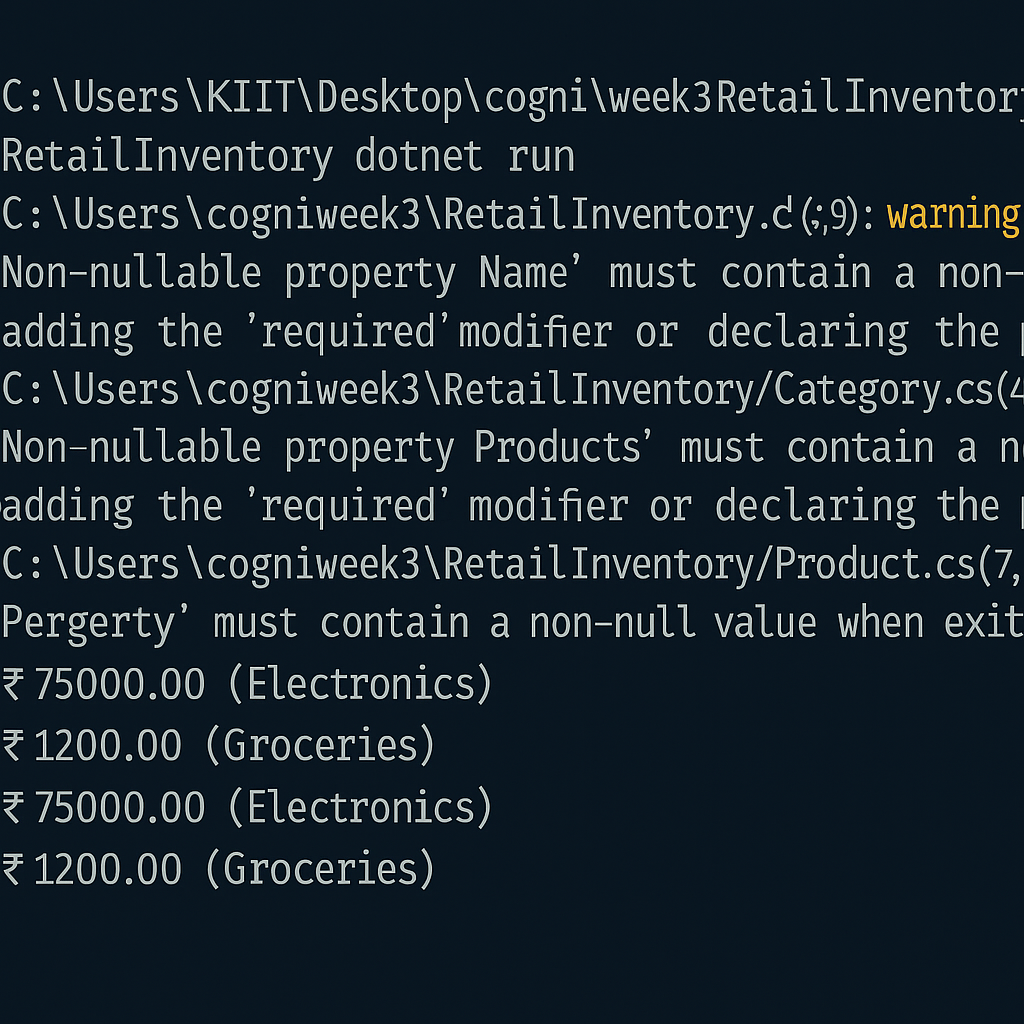 C:\Users\KIIT\Desktop\cogni\week3RetailInventory
RetailInventory dotnet run
C:\Users\cogniweek3\RetailInventory.d(;,9): warning
Non-nullable property Name’ must contain a non-
adding the ’required’ modifier or declaring the
C:\Users\cogniweek3\RetailInventory/Category.cs(4
Non-nullable property Products’ must contain a
adding the ’required’ modifier or declaring the
C:\Users\cogniweek3\RetailInventory/Product.cs(7,
Pergerty’ must contain a non-null value when exit
₹ 75000.00 (Electronics)
₹ 1200.00 (Groceries)
₹ 75000.00 (Electronics)
₹ 1200.00 (Groceries)